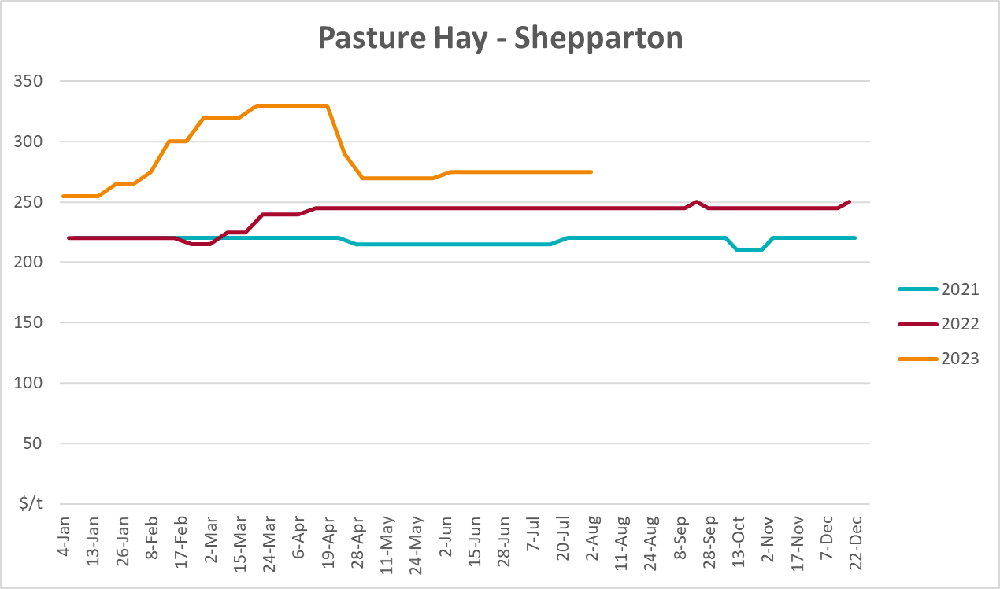 Pasture Hay - Shepparton
350
300
250
200
150
100
50
$/t
4-Jan
13-Jan
26-Jan
8-Feb
17-Feb
2-Mar
15-Mar
24-Mar
6-Apr
19-Apr
28-Apr
11-May
24-May
2-Jun
15-Jun
28-Jun
7-Jul
20-Jul
2-Aug
11-Aug
24-Aug
8-Sep
28-Sep
13-Oct
2-Nov
17-Nov
7-Dec
22-Dec
2021
2022
2023